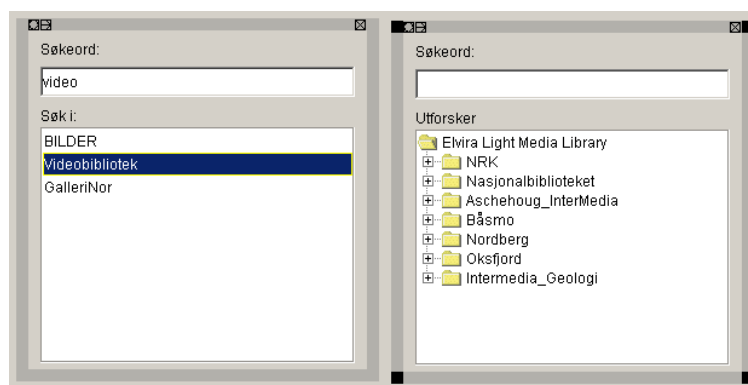 Søkeord:
video
Søk i:
BILDER
Videobibliotek
GalleriNor
Søkeord:
Utforsker
Elvira Light Media Library
NRK
Nasjonalbiblioteket
Aschehoug_InterMedia
Båsmo
Nordberg
Oksfjord
Intermedia_Geologi